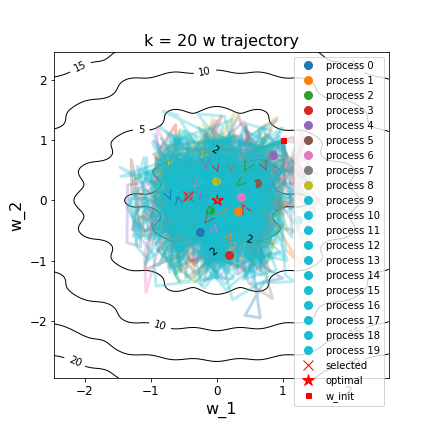 k = 20 w trajectory
w_2
2
1
0
−1
−2
−2
−1
0
1
2
w_1
15
10
5
2
2
2
10
10
20
process 0
process 1
process 2
process 3
process 4
process 5
process 6
process 7
process 8
process 9
process 10
process 11
process 12
process 13
process 14
process 15
process 16
process 17
process 18
process 19
selected
optimal
w_init